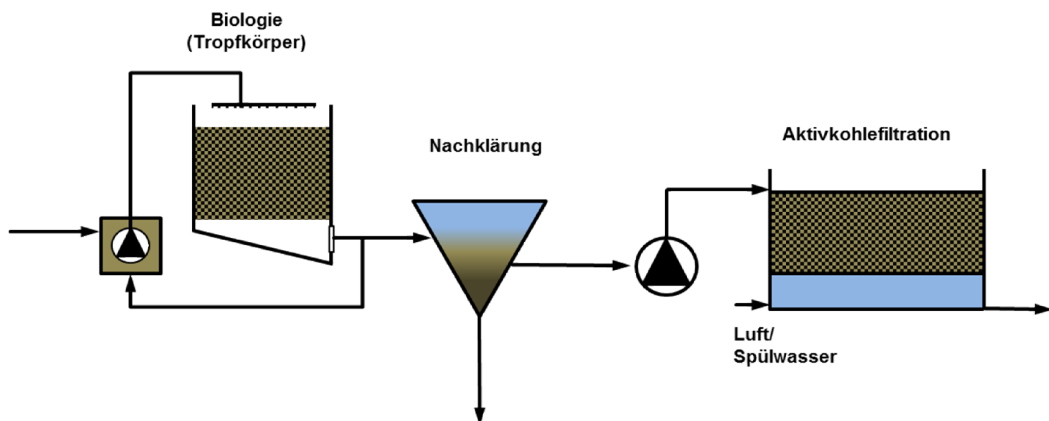 Biologie
(Tropfkörper)
Nachklärung
Aktivkohlefiltration
Luft/
Spülwasser